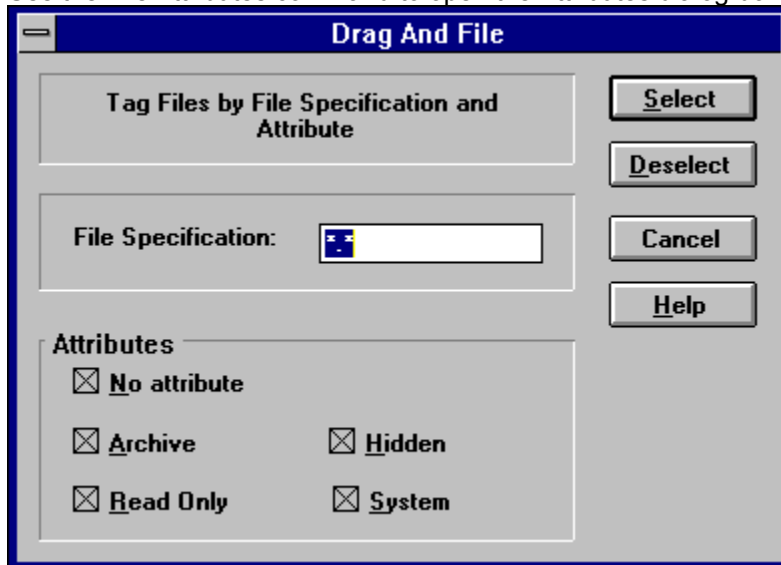 Drag And File
Tag Files by File Specification and
Attribute
Select
Deselect
File Specification: *.*
Cancel
Help
Attributes
No attribute
Archive
Hidden
Read Only
System